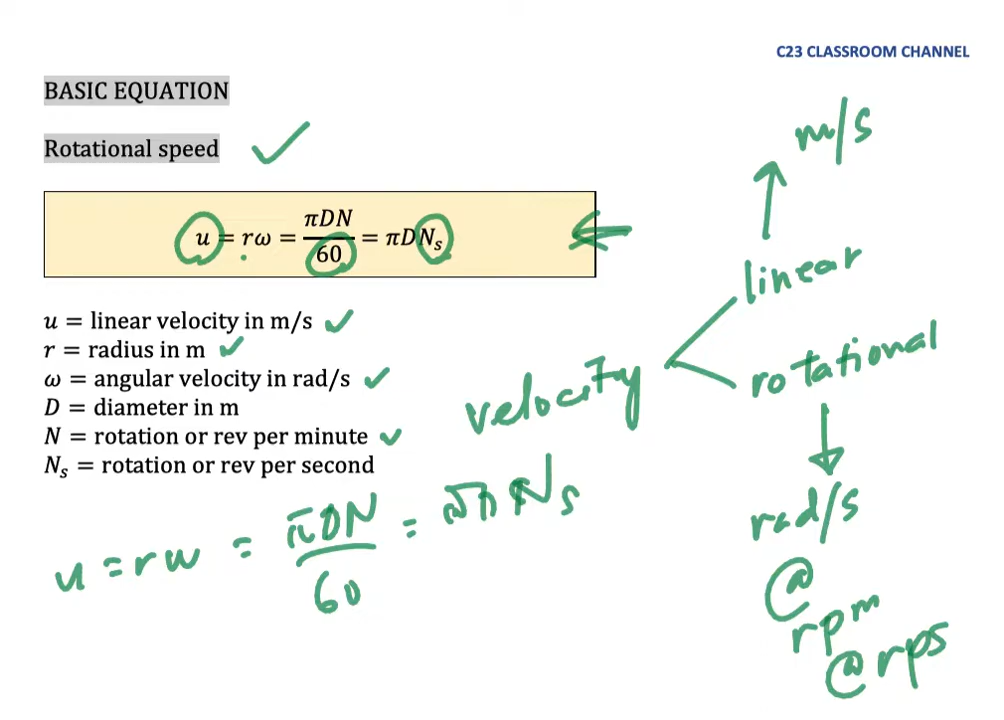 C23 CLASSROOM CHANNEL
BASIC EQUATION
Rotational speed
u = rω = πDN/60 = πDNₛ
u = linear velocity in m/s
r = radius in m
ω = angular velocity in rad/s
D = diameter in m
N = rotation or rev per minute
Nₛ = rotation or rev per second
u = rω = πDN/60 = πDNₛ
velocity
m/s
linear
rotational
rad/s
@
rpm
@ rps